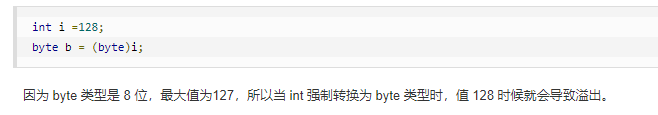 int i =128;
byte b = (byte)i;
因为 byte 类型是 8 位，最大值为127，所以当 int 强制转换为 byte 类型时，值 128 时候就会导致溢出。